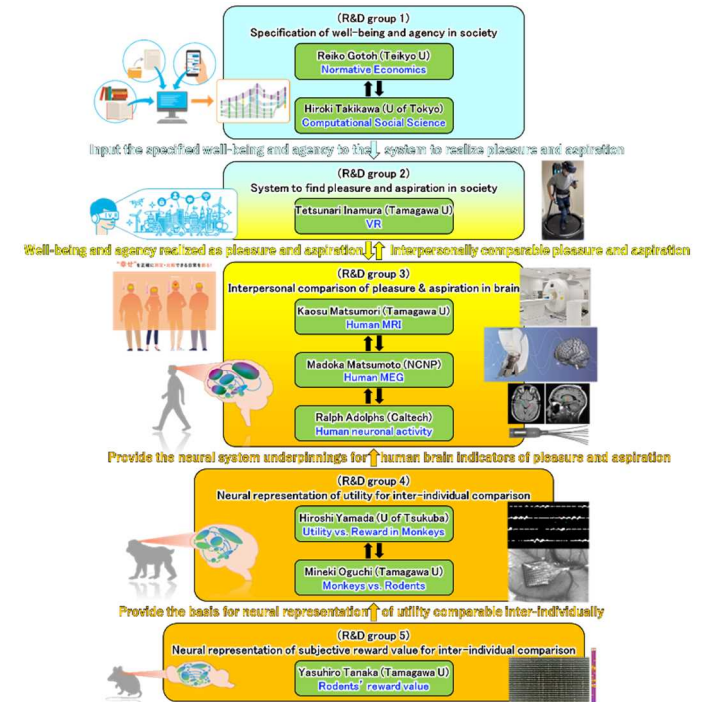 (R&D group 1)
Specification of well-being and agency in society
Reiko Gotoh (Teikyo U)
Normative Economics
Hiroki Takikawa (U of Tokyo)
Computational Social Science
Input the specified well-being and agency to the system to realize pleasure and aspiration
(R&D group 2)
System to find pleasure and aspiration in society
Tetsunari Inamura (Tamagawa U)
VR
Well-being and agency realized as pleasure and aspiration
Interpersonally comparable pleasure and aspiration
(R&D group 3)
Interpersonal comparison of pleasure & aspiration in brain
Kaosu Matsumori (Tamagawa U)
Human MRI
Madoka Matsumoto (NCNP)
Human MEG
Ralph Adolphs (Caltech)
Human neuronal activity
Provide the neural system underpinnings for human brain indicators of pleasure and aspiration
(R&D group 4)
Neural representation of utility for inter-individual comparison
Hiroshi Yamada (U of Tsukuba)
Utility vs. Reward in Monkeys
Mineki Oguchi (Tamagawa U)
Monkeys vs. Rodents
Provide the basis for neural representation of utility comparable inter-individually
(R&D group 5)
Neural representation of subjective reward value for inter-individual comparison
Yasuhiro Tanaka (Tamagawa U)
Rodents' reward value